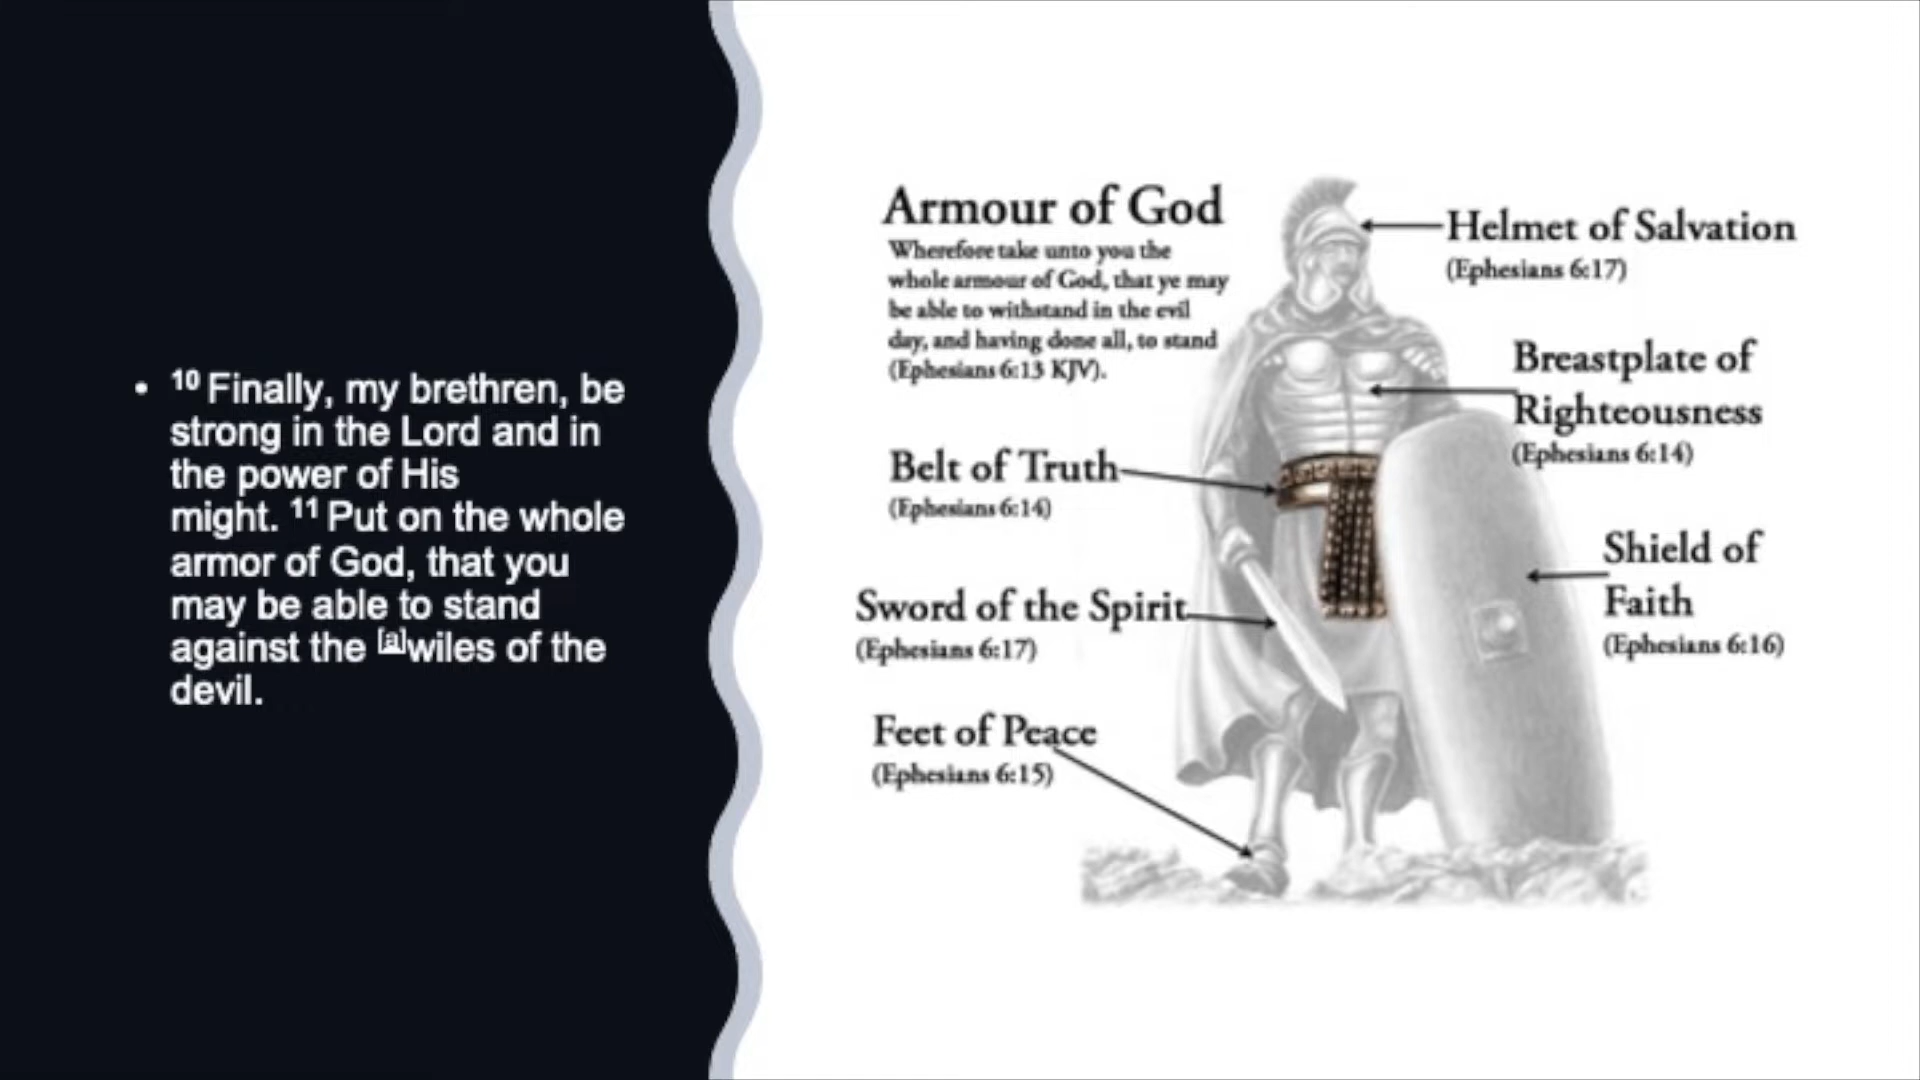 • ¹⁰ Finally, my brethren, be
strong in the Lord and in
the power of His
might. ¹¹ Put on the whole
armor of God, that you
may be able to stand
against the [a]wiles of the
devil.
Armour of God
Wherefore take unto you the
whole armour of God, that ye may
be able to withstand in the evil
day, and having done all, to stand
(Ephesians 6:13 KJV).
Helmet of Salvation
(Ephesians 6:17)
Breastplate of
Righteousness
(Ephesians 6:14)
Belt of Truth
(Ephesians 6:14)
Shield of
Faith
(Ephesians 6:16)
Sword of the Spirit
(Ephesians 6:17)
Feet of Peace
(Ephesians 6:15)